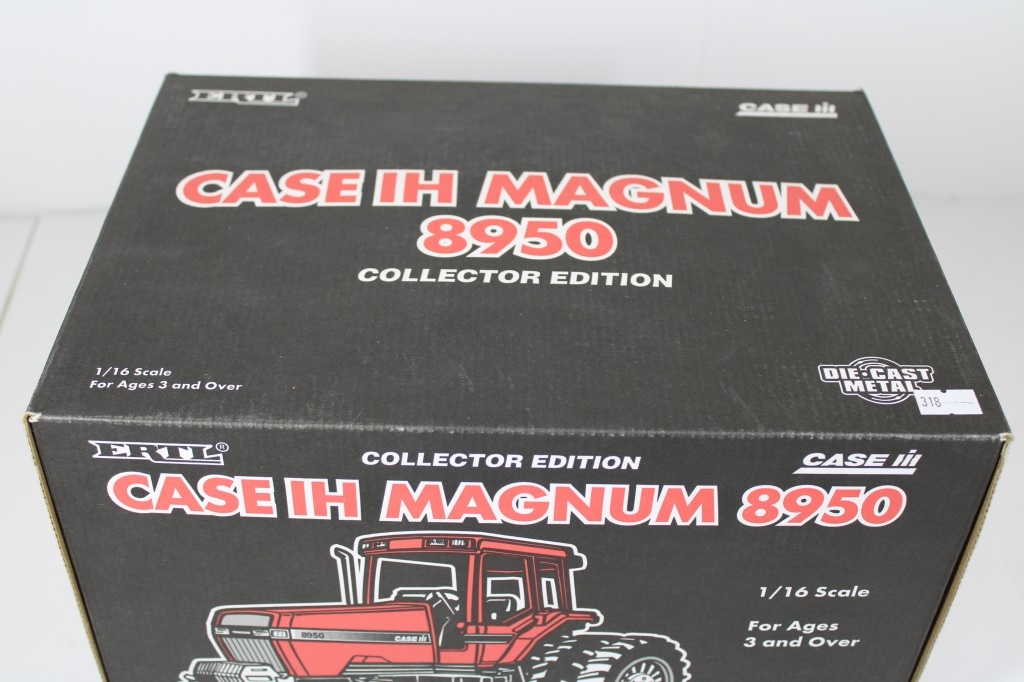 ERTL®
CASE IH
CASE IH MAGNUM
8950
COLLECTOR EDITION
1/16 Scale
For Ages 3 and Over
DIE-CAST
METAL
318
ERTL®
COLLECTOR EDITION
CASE IH
CASE IH MAGNUM 8950
1/16 Scale
For Ages
3 and Over
8950
CASE IH